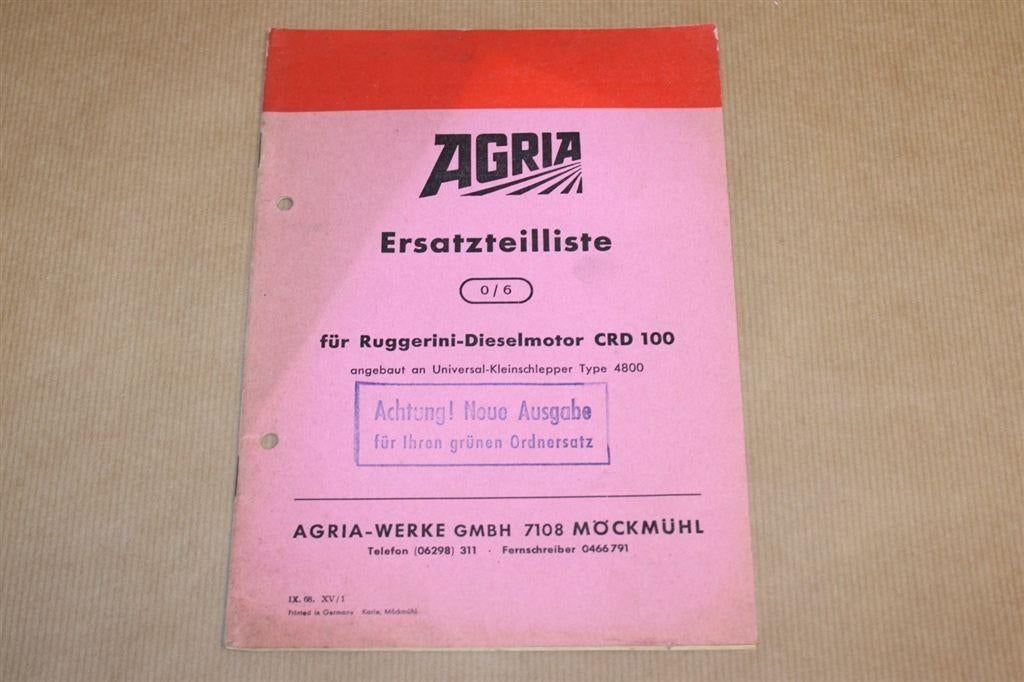 AGRIA
Ersatzteilliste
0/6
für Ruggerini-Dieselmotor CRD 100
angebaut an Universal-Kleinschlepper Type 4800
Achtung! Neue Ausgabe
für Ihren grünen Ordnersatz
AGRIA-WERKE GMBH 7108 MÖCKMÜHL
Telefon (06298) 311 · Fernschreiber 0466791
IX. 68. XV/1
Printed in Germany Karle, Möckmühl